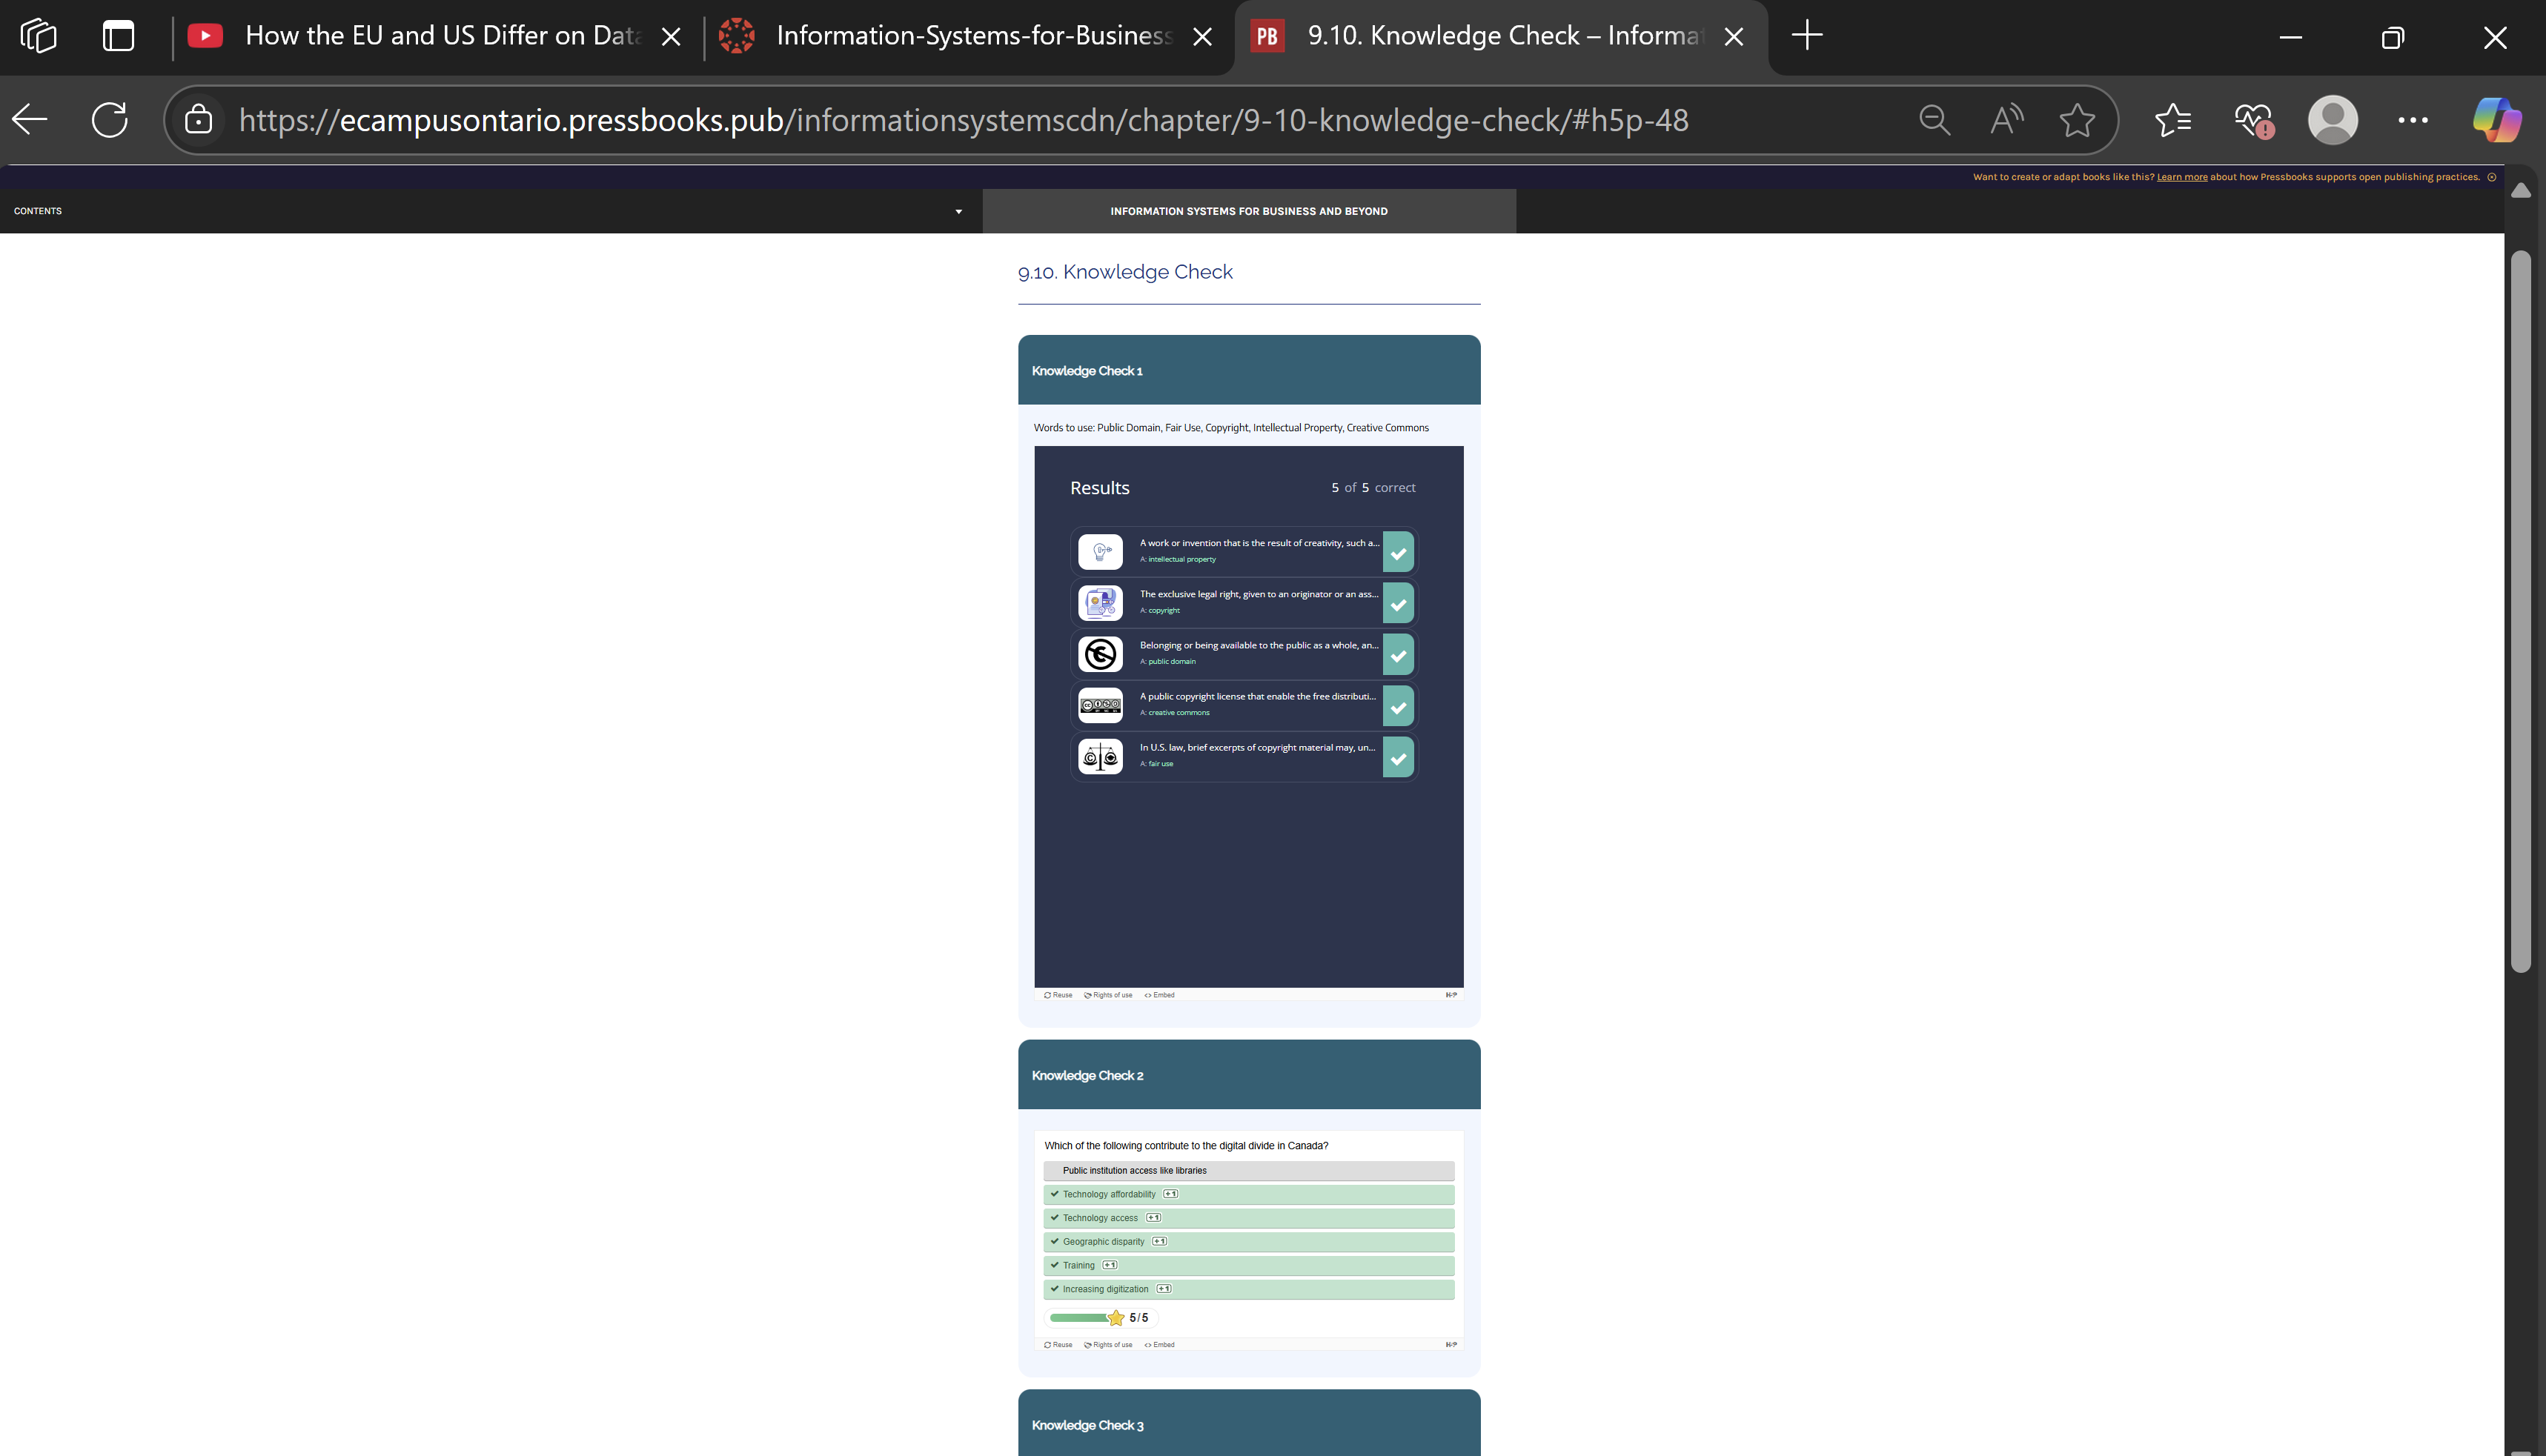 How the EU and US Differ on Data
Information-Systems-for-Business
PB 9.10. Knowledge Check – Informat
https://ecampusontario.pressbooks.pub/informationsystemscdn/chapter/9-10-knowledge-check/#h5p-48
Want to create or adapt books like this? Learn more about how Pressbooks supports open publishing practices.
CONTENTS
INFORMATION SYSTEMS FOR BUSINESS AND BEYOND
9.10. Knowledge Check
Knowledge Check 1
Words to use: Public Domain, Fair Use, Copyright, Intellectual Property, Creative Commons
Results
5 of 5 correct
A work or invention that is the result of creativity, such a...
A: intellectual property
The exclusive legal right, given to an originator or an ass...
A: copyright
Belonging or being available to the public as a whole, an...
A: public domain
A public copyright license that enable the free distributi...
A: creative commons
In U.S. law, brief excerpts of copyright material may, un...
A: fair use
Reuse Rights of use <> Embed H5P
Knowledge Check 2
Which of the following contribute to the digital divide in Canada?
Public institution access like libraries
Technology affordability +1
Technology access +1
Geographic disparity +1
Training +1
Increasing digitization +1
5/5
Reuse Rights of use <> Embed H5P
Knowledge Check 3